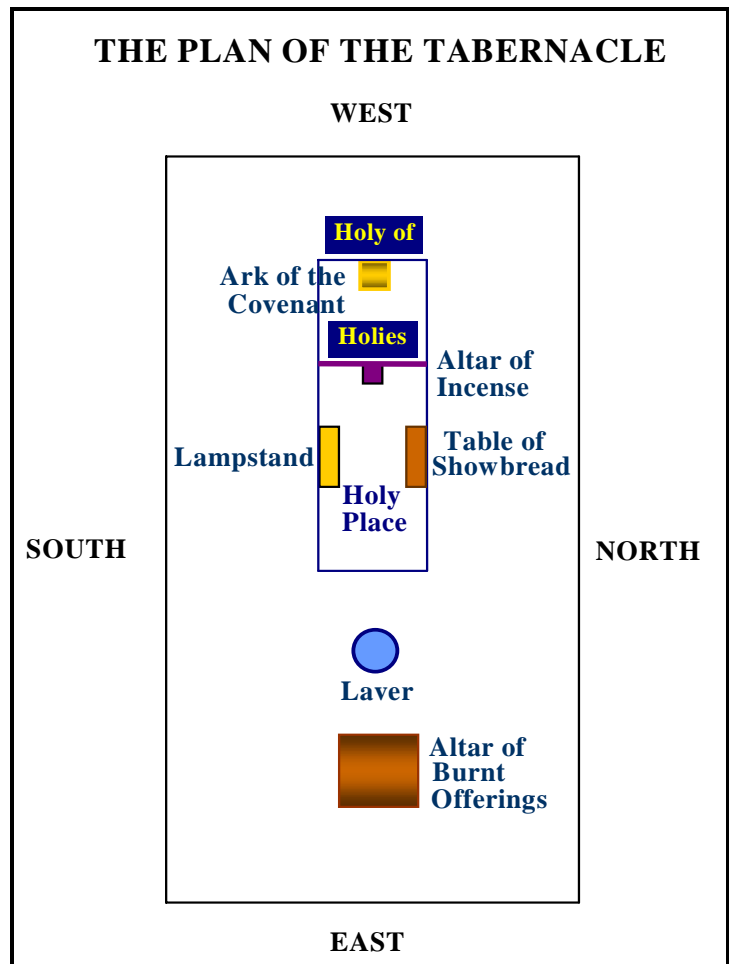 THE PLAN OF THE TABERNACLE
WEST
Holy of
Ark of the
Covenant
Holies
Altar of
Incense
Lampstand
Table of
Showbread
Holy
Place
SOUTH
NORTH
Laver
Altar of
Burnt
Offerings
EAST